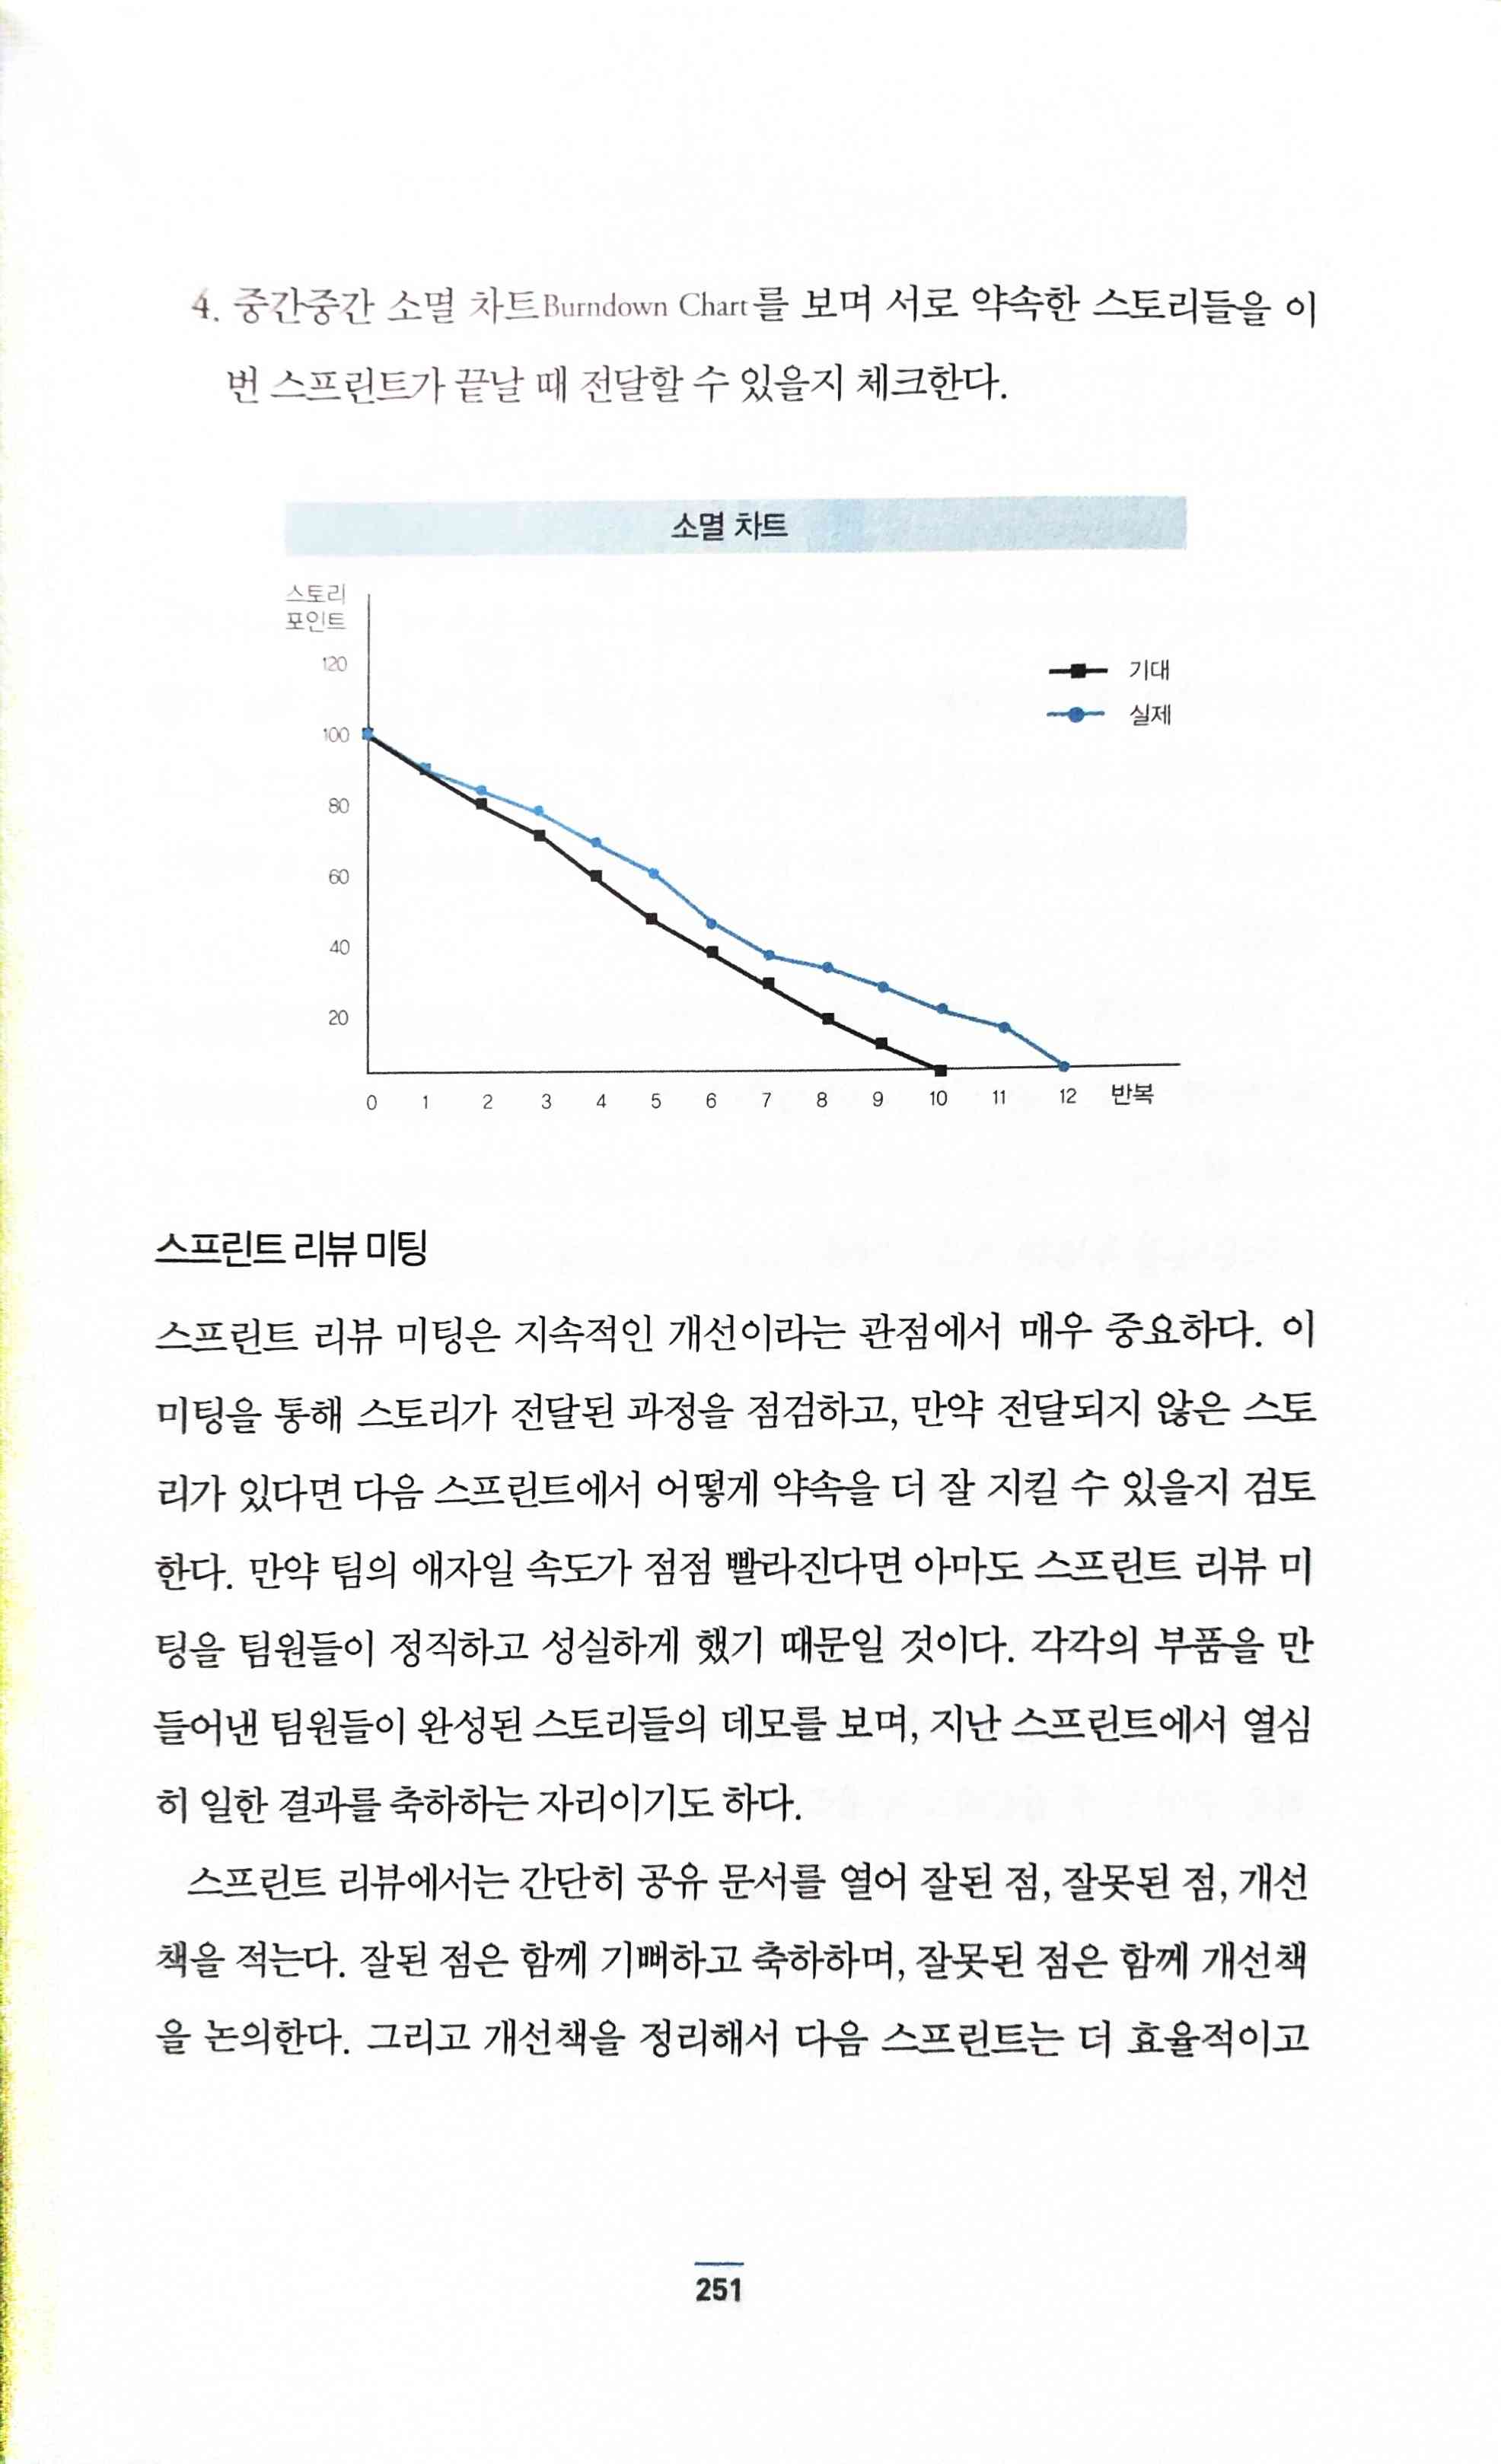 4. 중간중간 소멸 차트Burndown Chart를 보며 서로 약속한 스토리들을 이
번 스프린트가 끝날 때 전달할 수 있을지 체크한다.
소멸 차트
스토리
포인트
120
100
80
60
40
20
기대
실제
0 1 2 3 4 5 6 7 8 9 10 11 12 반복
스프린트 리뷰 미팅
스프린트 리뷰 미팅은 지속적인 개선이라는 관점에서 매우 중요하다. 이
미팅을 통해 스토리가 전달된 과정을 점검하고, 만약 전달되지 않은 스토
리가 있다면 다음 스프린트에서 어떻게 약속을 더 잘 지킬 수 있을지 검토
한다. 만약 팀의 애자일 속도가 점점 빨라진다면 아마도 스프린트 리뷰 미
팅을 팀원들이 정직하고 성실하게 했기 때문일 것이다. 각각의 부품을 만
들어낸 팀원들이 완성된 스토리들의 데모를 보며, 지난 스프린트에서 열심
히 일한 결과를 축하하는 자리이기도 하다.
스프린트 리뷰에서는 간단히 공유 문서를 열어 잘된 점, 잘못된 점, 개선
책을 적는다. 잘된 점은 함께 기뻐하고 축하하며, 잘못된 점은 함께 개선책
을 논의한다. 그리고 개선책을 정리해서 다음 스프린트는 더 효율적이고
251